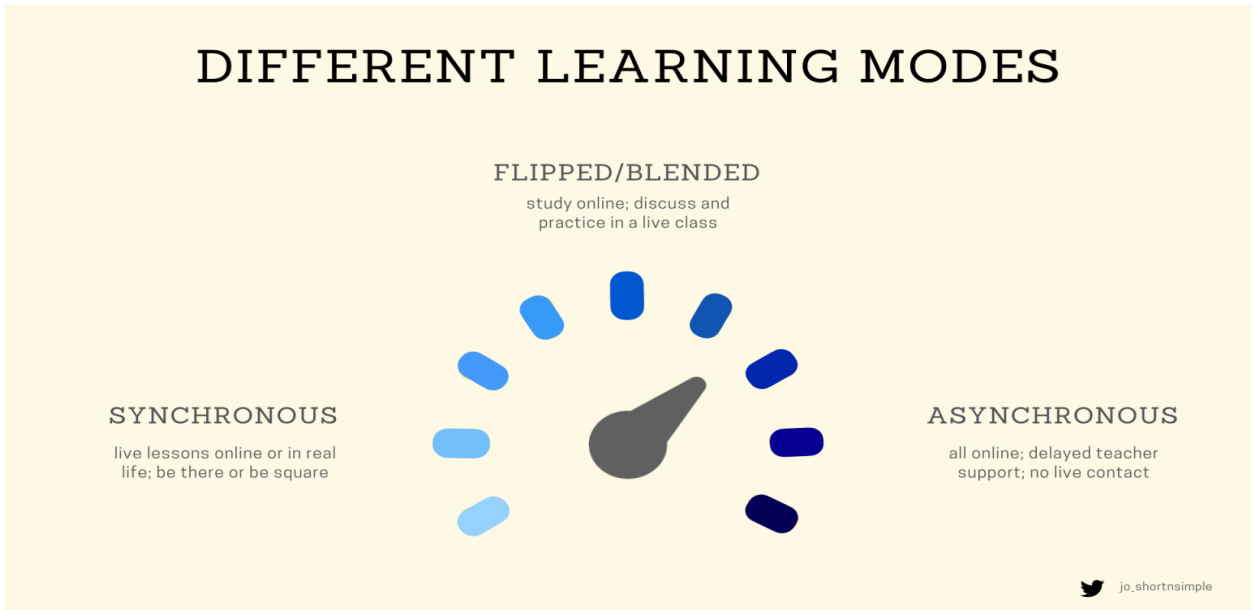 DIFFERENT LEARNING MODES
FLIPPED/BLENDED
study online; discuss and
practice in a live class
SYNCHRONOUS
live lessons online or in real
life; be there or be square
ASYNCHRONOUS
all online; delayed teacher
support; no live contact
jo_shortnsimple